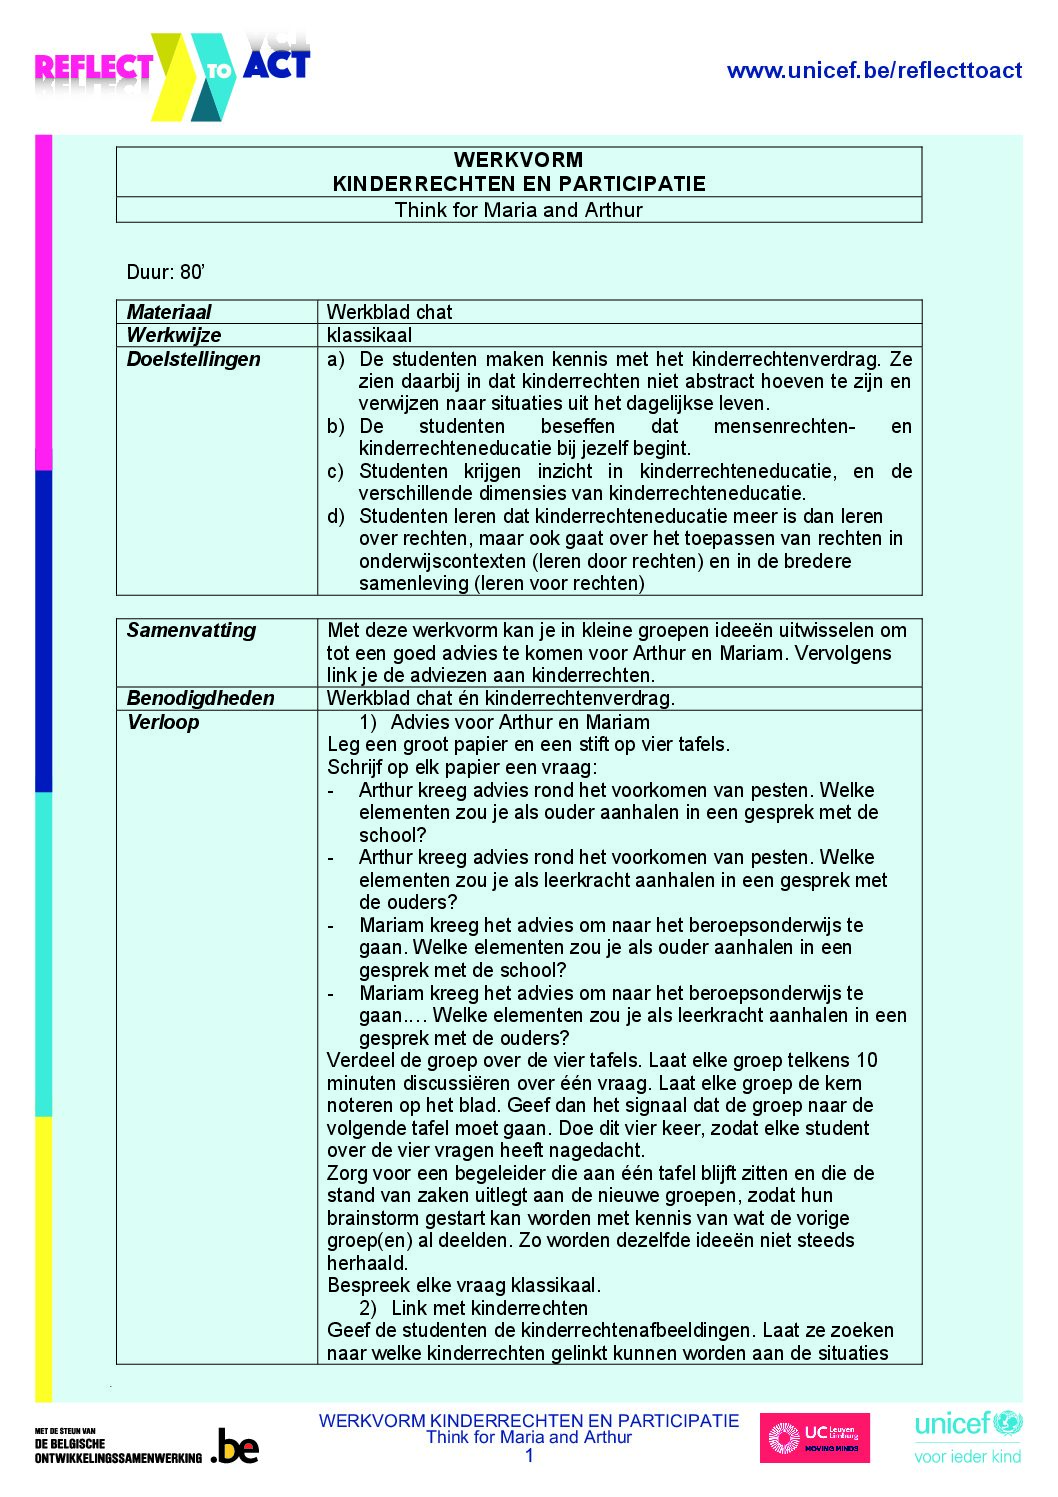 REFLECT TO ACT
www.unicef.be/reflecttoact
WERKVORM
KINDERRECHTEN EN PARTICIPATIE
Think for Maria and Arthur
Duur: 80’
Materiaal Werkblad chat
Werkwijze klassikaal
Doelstellingen a) De studenten maken kennis met het kinderrechtenverdrag. Ze
zien daarbij in dat kinderrechten niet abstract hoeven te zijn en
verwijzen naar situaties uit het dagelijkse leven.
b) De studenten beseffen dat mensenrechten- en
kinderrechteneducatie bij jezelf begint.
c) Studenten krijgen inzicht in kinderrechteneducatie, en de
verschillende dimensies van kinderrechteneducatie.
d) Studenten leren dat kinderrechteneducatie meer is dan leren
over rechten, maar ook gaat over het toepassen van rechten in
onderwijscontexten (leren door rechten) en in de bredere
samenleving (leren voor rechten)
Samenvatting Met deze werkvorm kan je in kleine groepen ideeën uitwisselen om
tot een goed advies te komen voor Arthur en Mariam. Vervolgens
link je de adviezen aan kinderrechten.
Benodigdheden Werkblad chat én kinderrechtenverdrag.
Verloop 1) Advies voor Arthur en Mariam
Leg een groot papier en een stift op vier tafels.
Schrijf op elk papier een vraag:
- Arthur kreeg advies rond het voorkomen van pesten. Welke
elementen zou je als ouder aanhalen in een gesprek met de
school?
- Arthur kreeg advies rond het voorkomen van pesten. Welke
elementen zou je als leerkracht aanhalen in een gesprek met
de ouders?
- Mariam kreeg het advies om naar het beroepsonderwijs te
gaan. Welke elementen zou je als ouder aanhalen in een
gesprek met de school?
- Mariam kreeg het advies om naar het beroepsonderwijs te
gaan.… Welke elementen zou je als leerkracht aanhalen in een
gesprek met de ouders?
Verdeel de groep over de vier tafels. Laat elke groep telkens 10
minuten discussiëren over één vraag. Laat elke groep de kern
noteren op het blad. Geef dan het signaal dat de groep naar de
volgende tafel moet gaan. Doe dit vier keer, zodat elke student
over de vier vragen heeft nagedacht.
Zorg voor een begeleider die aan één tafel blijft zitten en die de
stand van zaken uitlegt aan de nieuwe groepen, zodat hun
brainstorm gestart kan worden met kennis van wat de vorige
groep(en) al deelden. Zo worden dezelfde ideeën niet steeds
herhaald.
Bespreek elke vraag klassikaal.
2) Link met kinderrechten
Geef de studenten de kinderrechtenafbeeldingen. Laat ze zoeken
naar welke kinderrechten gelinkt kunnen worden aan de situaties
MET DE STEUN VAN
DE BELGISCHE
ONTWIKKELINGSSAMENWERKING .be
WERKVORM KINDERRECHTEN EN PARTICIPATIE
Think for Maria and Arthur
1
UC Leuven
Limburg
MOVING MINDS
unicef
voor ieder kind